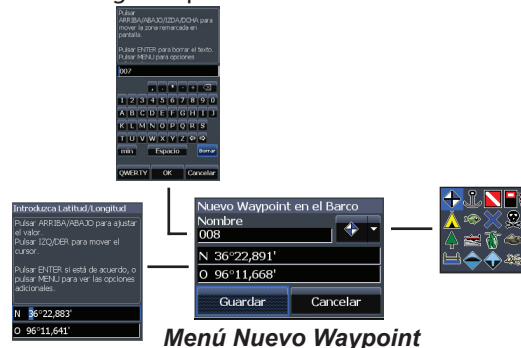 Pulsar
ARRIBA/ABAJO/IZDA/DCHA para
mover la zona remarcada en
pantalla.
Pulsar ENTER para borrar el texto.
Pulsar MENU para opciones
007
, . * - +
1 2 3 4 5 6 7 8 9 0
A B C D E F G H I J
K L M N O P Q R S
T U V W X Y Z
min Espacio Borrar
QWERTY OK Cancelar
Introduzca Latitud/Longitud
Pulsar ARRIBA/ABAJO para ajustar
el valor.
Pulsar IZQ/DER para mover el
cursor.
Pulsar ENTER si está de acuerdo, o
pulsar MENU para ver las opciones
adicionales.
N 36°22,883'
O 96°11,641'
Nuevo Waypoint en el Barco
Nombre
008
N 36°22,891'
O 96°11,668'
Guardar Cancelar
Menú Nuevo Waypoint